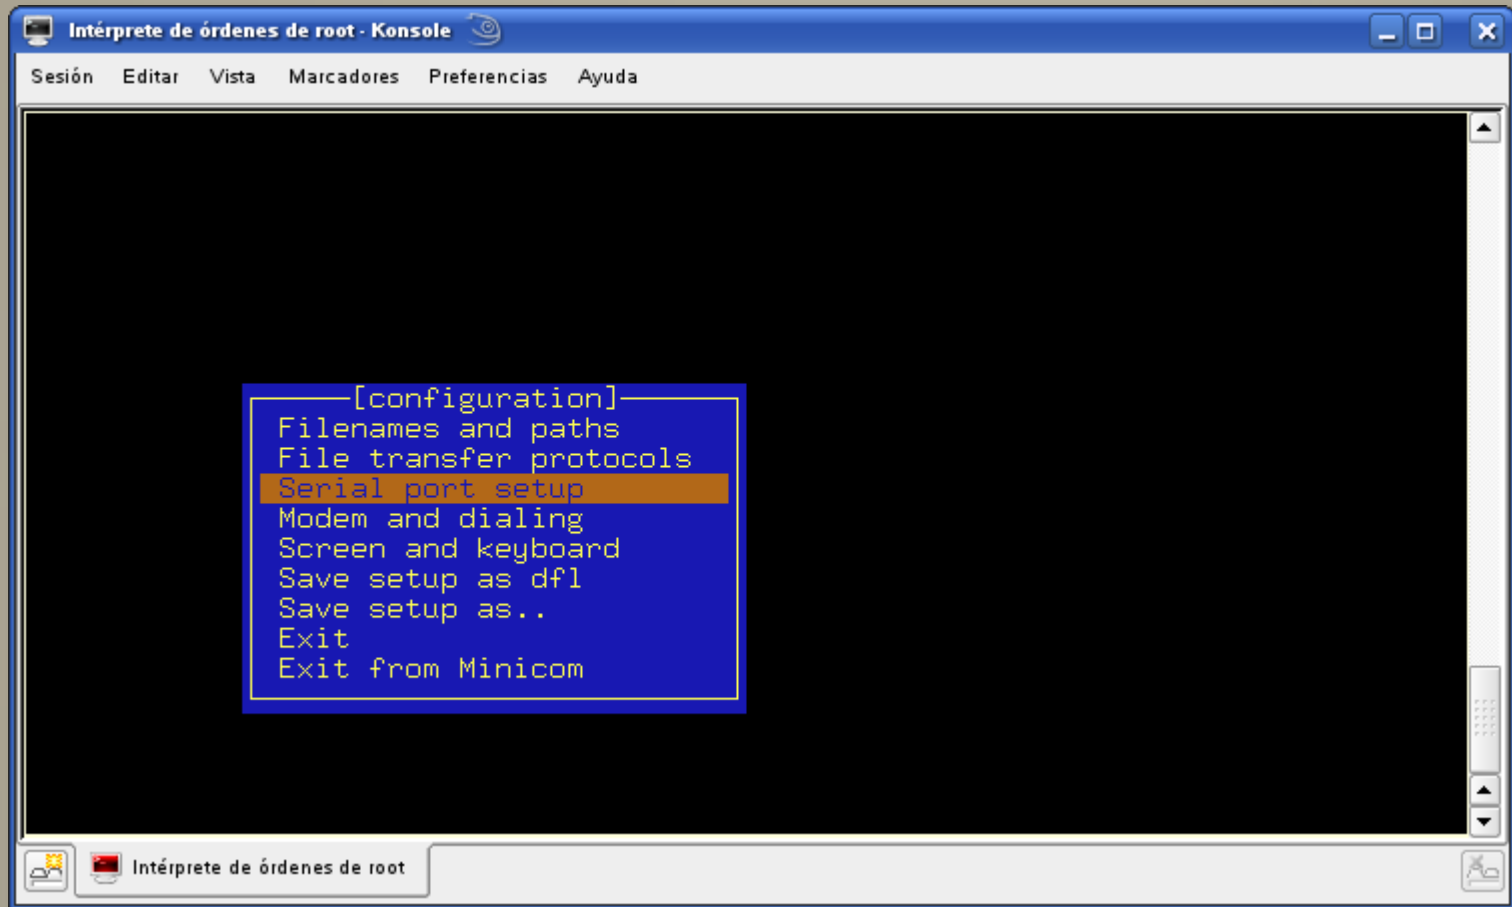 Intérprete de órdenes de root - Konsole
Sesión Editar Vista Marcadores Preferencias Ayuda
[configuration]
Filenames and paths
File transfer protocols
Serial port setup
Modem and dialing
Screen and keyboard
Save setup as dfl
Save setup as..
Exit
Exit from Minicom
Intérprete de órdenes de root